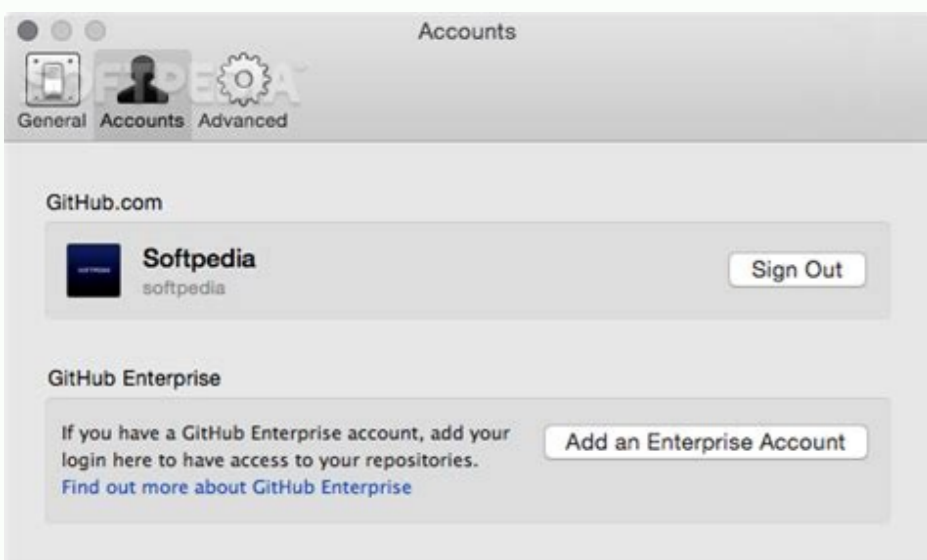 Accounts
SOFTPEDIA
General Accounts Advanced
GitHub.com
Softpedia
softpedia
Sign Out
GitHub Enterprise
If you have a GitHub Enterprise account, add your
login here to have access to your repositories.
Find out more about GitHub Enterprise
Add an Enterprise Account